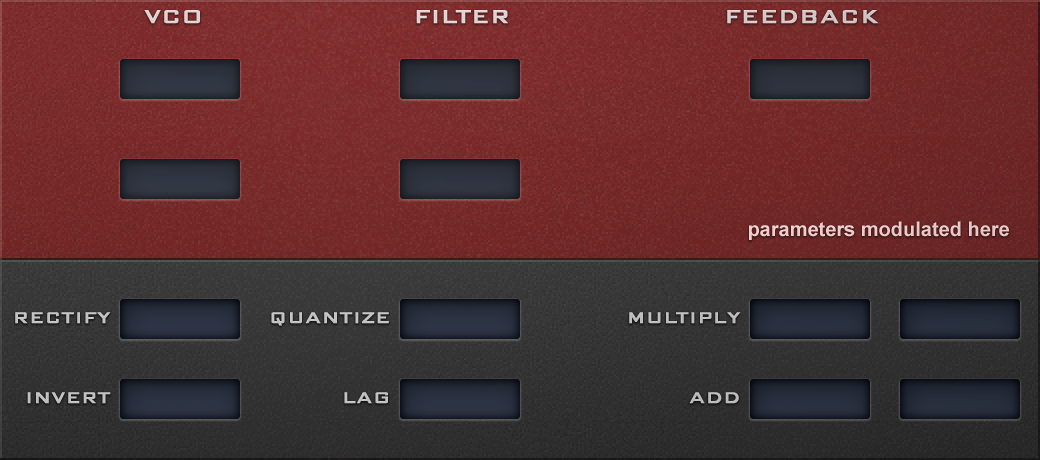 VCO FILTER FEEDBACK
parameters modulated here
RECTIFY QUANTIZE MULTIPLY
INVERT LAG ADD